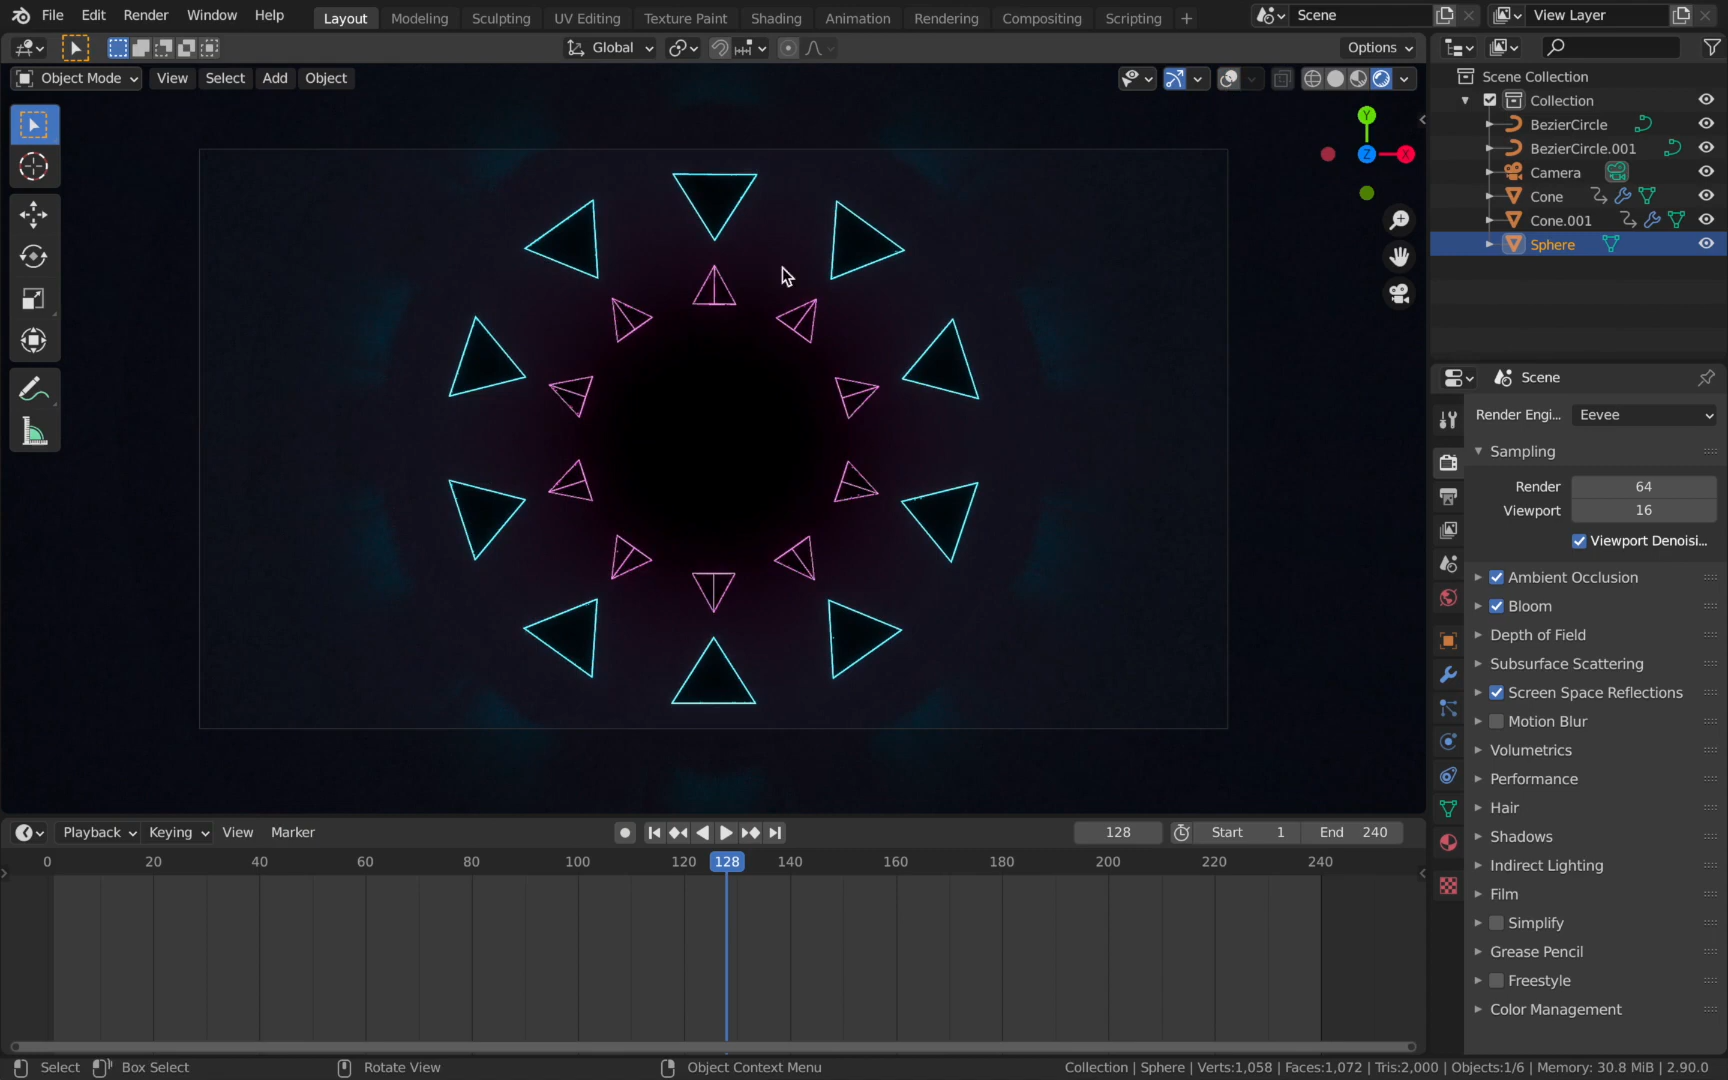 File Edit Render Window Help Layout Modeling Sculpting UV Editing Texture Paint Shading Animation Rendering Compositing Scripting + Scene View Layer
Global Options
Object Mode View Select Add Object
Y
Z X
Scene Collection
Collection
BezierCircle
BezierCircle.001
Camera
Cone
Cone.001
Sphere
Scene
Render Engi... Eevee
Sampling
Render 64
Viewport 16
Viewport Denoisi...
Ambient Occlusion
Bloom
Depth of Field
Subsurface Scattering
Screen Space Reflections
Motion Blur
Volumetrics
Performance
Hair
Shadows
Indirect Lighting
Film
Simplify
Grease Pencil
Freestyle
Color Management
Playback Keying View Marker 128 Start 1 End 240
0 20 40 60 80 100 120 128 140 160 180 200 220 240
Select Box Select Rotate View Object Context Menu Collection | Sphere | Verts:1,058 | Faces:1,072 | Tris:2,000 | Objects:1/6 | Memory: 30.8 MiB | 2.90.0